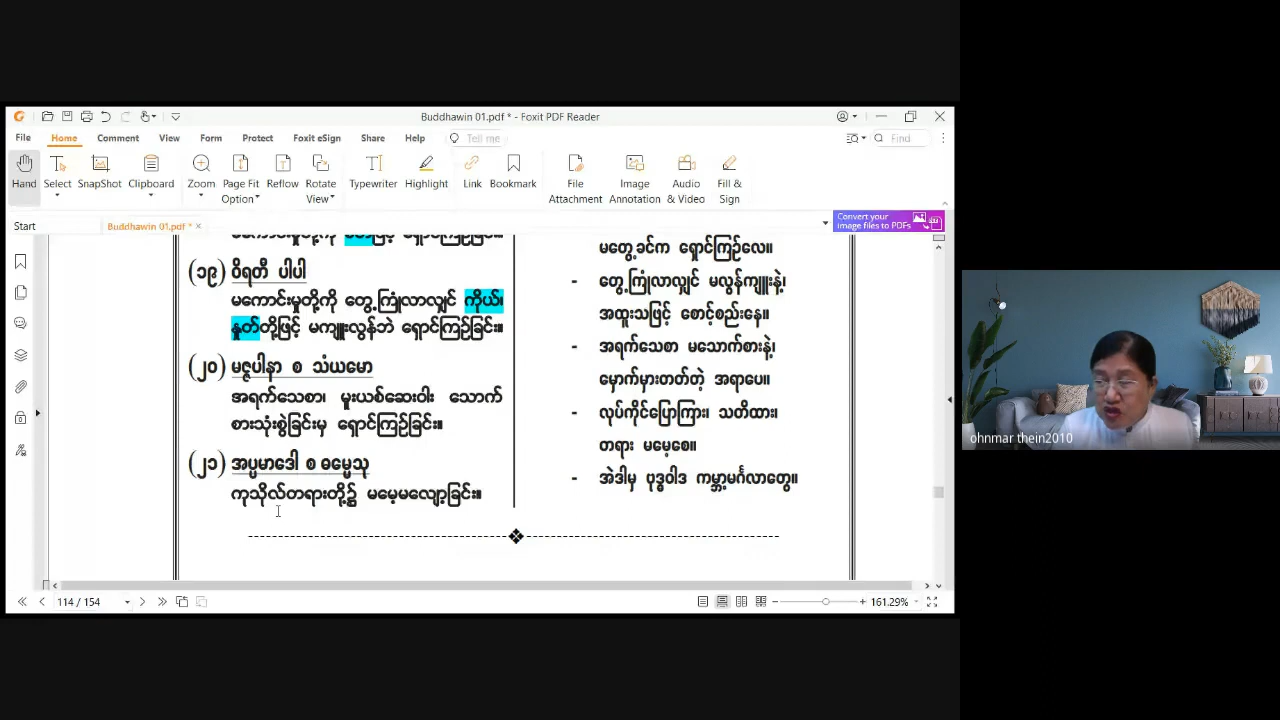 Buddhawin 01.pdf * - Foxit PDF Reader
File Home Comment View Form Protect Foxit eSign Share Help Tell me Find
Hand Select SnapShot Clipboard Zoom Page Fit Option Reflow Rotate View Typewriter Highlight Link Bookmark File Attachment Image Annotation Audio & Video Fill & Sign
Start Buddhawin 01.pdf * ×
Convert your image files to PDFs
(၁၉) ဝိရတီ ပါပါ
မကောင်းမှုတို့ကို တွေ့ကြုံလာလျှင် ကိုယ်၊
နှုတ်တို့ဖြင့် မကျူးလွန်ဘဲ ရှောင်ကြဉ်ခြင်း။
(၂၀) မဇ္ဇပါနာ စ သံယမော
အရက်သေစာ၊ မူးယစ်ဆေးဝါး သောက်
စားသုံးစွဲခြင်းမှ ရှောင်ကြဉ်ခြင်း။
(၂၁) အပ္ပမာဒေါ စ ဓမ္မေသု
ကုသိုလ်တရားတို့၌ မမေ့မလျော့ခြင်း။
မတွေ့ခင်က ရှောင်ကြဉ်လေ။
- တွေ့ကြုံလာလျှင် မလွန်ကျူးနဲ့၊
အထူးသဖြင့် စောင့်စည်းနေ။
- အရက်သေစာ မသောက်စားနဲ့၊
မှောက်မှားတတ်တဲ့ အရာပေ။
- လုပ်ကိုင်ပြောကြား၊ သတိထား၊
တရား မမေ့စေ။
- အဲဒါမှ ဗုဒ္ဓဝါဒ ကမ္ဘာ့မင်္ဂလာတွေ။
114 / 154
161.29%
ohnmar thein2010